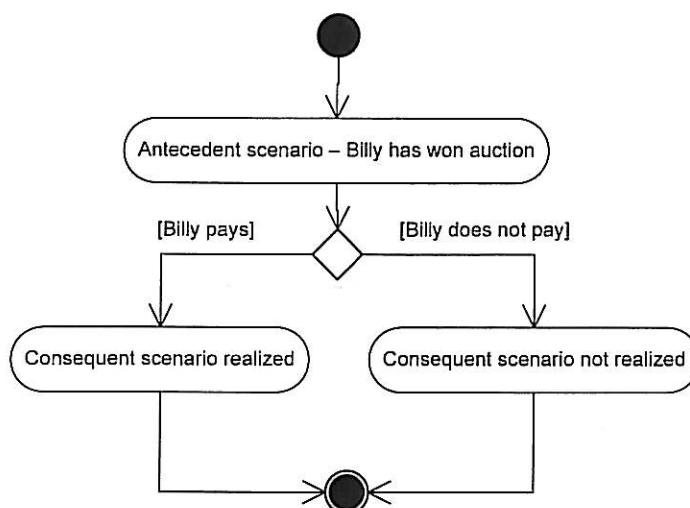 Antecedent scenario – Billy has won auction
[Billy pays]
[Billy does not pay]
Consequent scenario realized
Consequent scenario not realized